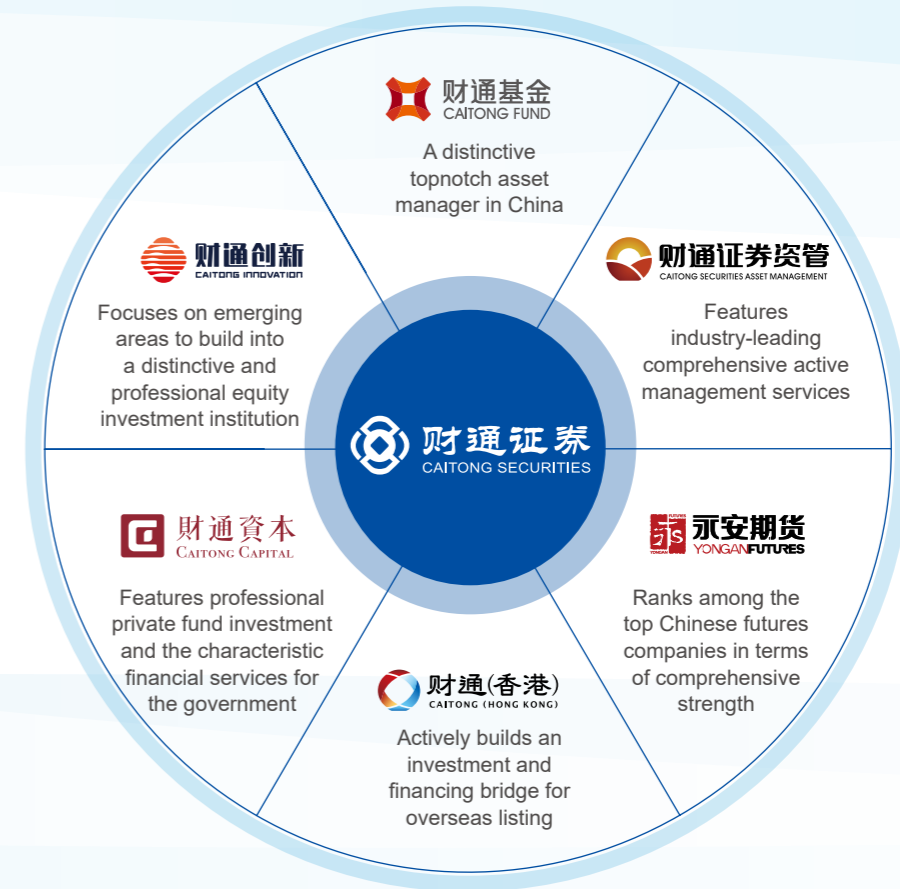 财通基金
CAITONG FUND
A distinctive
topnotch asset
manager in China
财通创新
CAITONG INNOVATION
Focuses on emerging
areas to build into
a distinctive and
professional equity
investment institution
财通证券资管
CAITONG SECURITIES ASSET MANAGEMENT
Features
industry-leading
comprehensive active
management services
财通证券
CAITONG SECURITIES
財通資本
CAITONG CAPITAL
Features professional
private fund investment
and the characteristic
financial services for
the government
永安期货
YONGANFUTURES
Ranks among the
top Chinese futures
companies in terms
of comprehensive
strength
财通(香港)
CAITONG (HONG KONG)
Actively builds an
investment and
financing bridge for
overseas listing